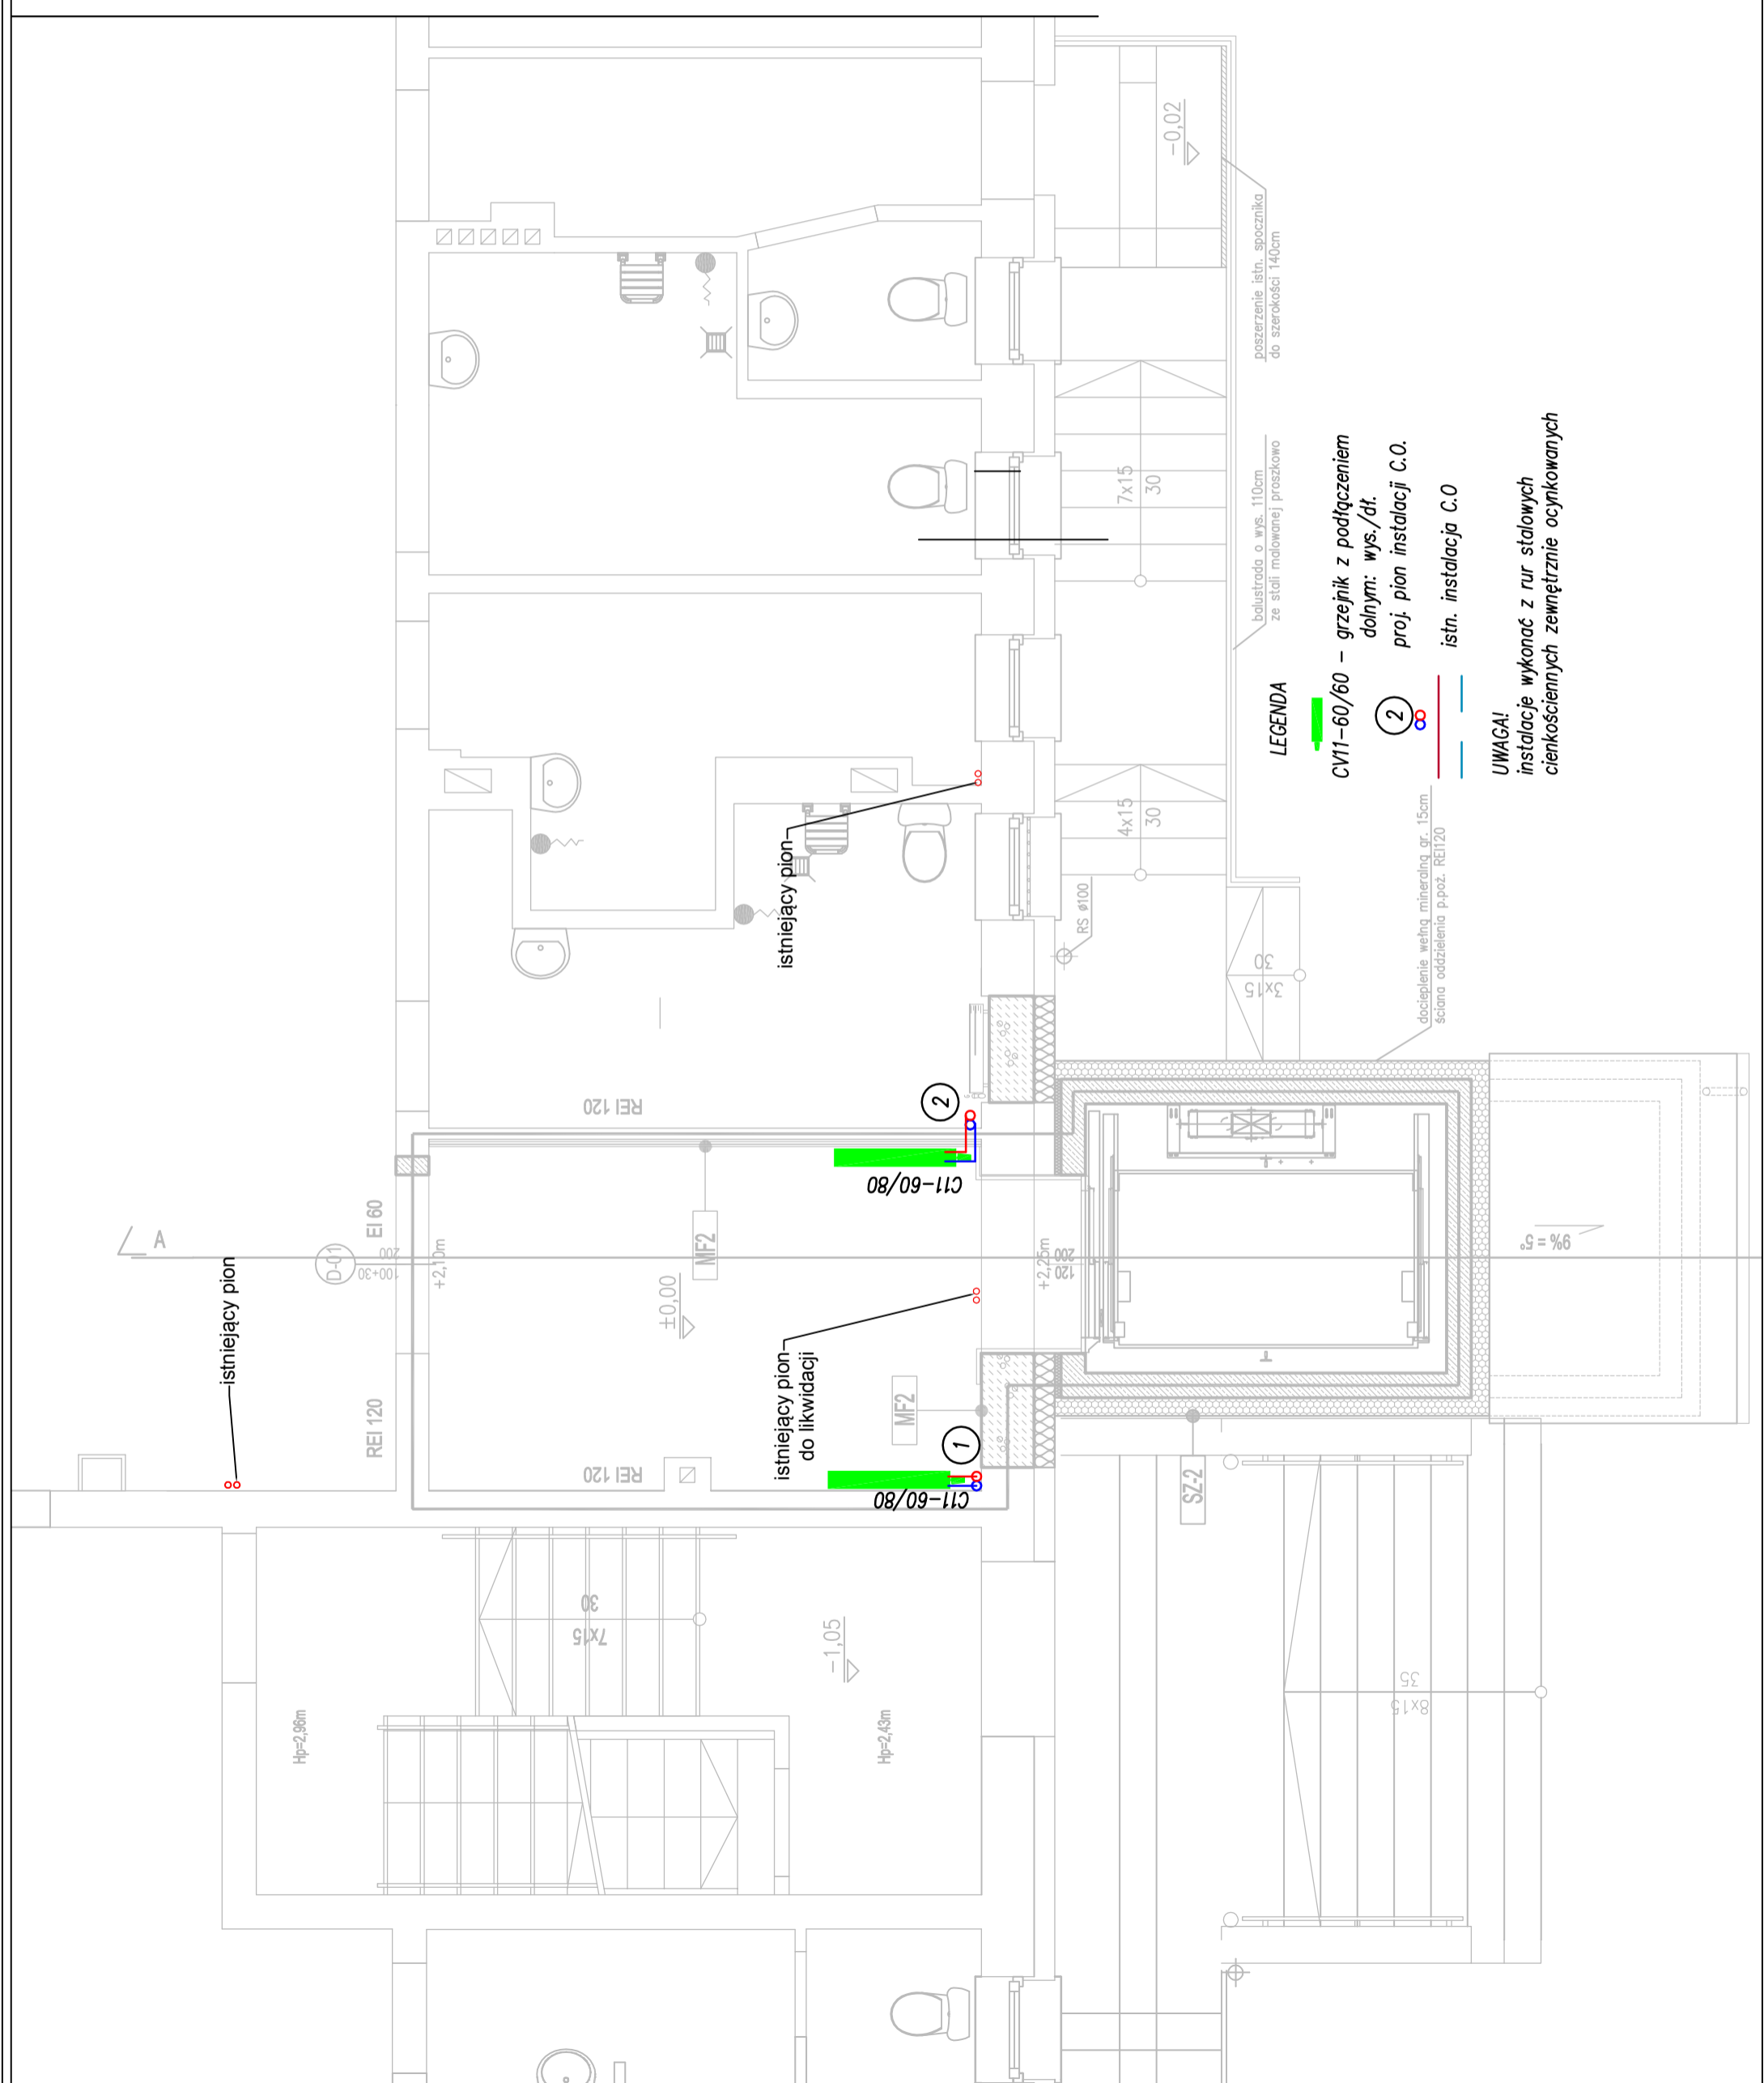 A
istniejący pion
D-01
100+30
200
EI 60
+2,10m
REI 120
REI 120
REI 120
MF2
±0,00
istniejący pion
do likwidacji
MF2
1
C11-60/80
2
C11-60/80
istniejący pion
+2,25m
120
200
RS ø100
-0,02
7x15
30
4x15
30
3x15
30
poszerzenie istn. spocznika
do szerokości 140cm
balustrada o wys. 110cm
ze stali malowanej proszkowo
docieplenie wełną mineralną gr. 15cm
ściana oddzielenia p.poż. REI120
9% = 5°
SZ-2
8x15
35
7x15
30
-1,05
Hp=2,96m
Hp=2,43m
LEGENDA
CV11-60/60 - grzejnik z podłączeniem
dolnym: wys./dł.
2
proj. pion instalacji C.O.
istn. instalacja C.O
UWAGA!
instalacje wykonać z rur stalowych
cienkościennych zewnętrznie ocynkowanych